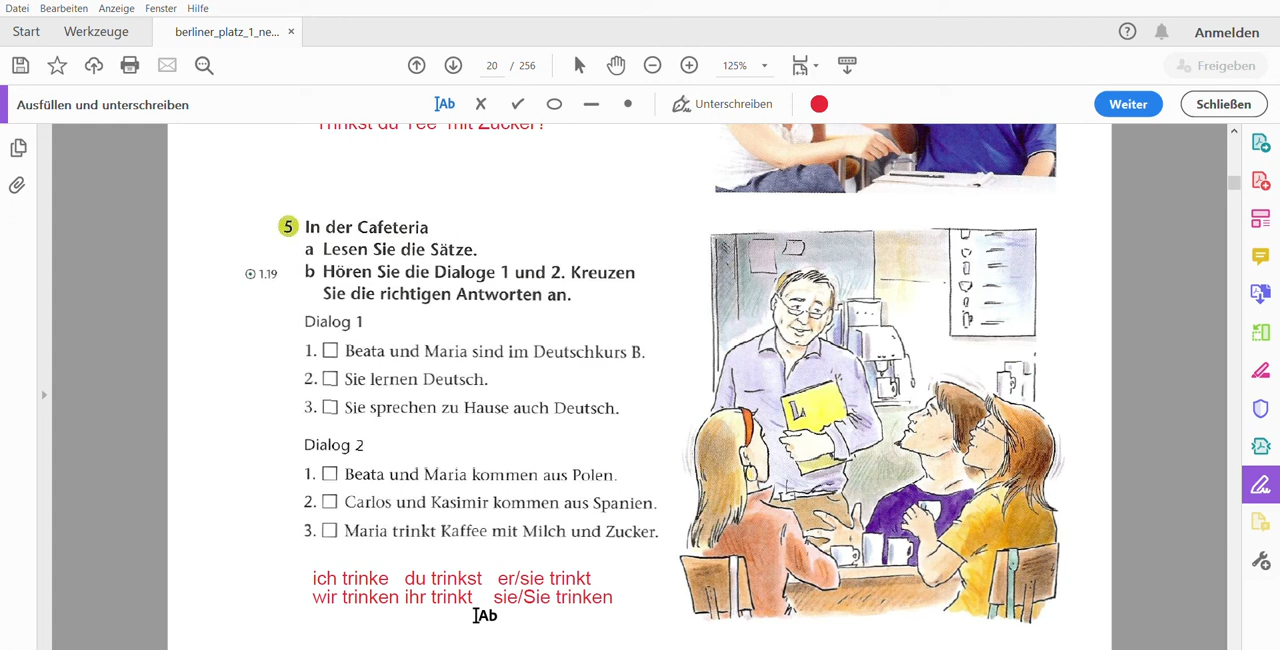 Datei Bearbeiten Anzeige Fenster Hilfe
Start Werkzeuge berliner_platz_1_ne... × Anmelden
20 / 256 125% Freigeben
Ausfüllen und unterschreiben Ab Unterschreiben Weiter Schließen
Trinkst du Tee mit Zucker?
5 In der Cafeteria
a Lesen Sie die Sätze.
1.19 b Hören Sie die Dialoge 1 und 2. Kreuzen
Sie die richtigen Antworten an.
Dialog 1
1. Beata und Maria sind im Deutschkurs B.
2. Sie lernen Deutsch.
3. Sie sprechen zu Hause auch Deutsch.
Dialog 2
1. Beata und Maria kommen aus Polen.
2. Carlos und Kasimir kommen aus Spanien.
3. Maria trinkt Kaffee mit Milch und Zucker.
ich trinke du trinkst er/sie trinkt
wir trinken ihr trinkt sie/Sie trinken
Ab